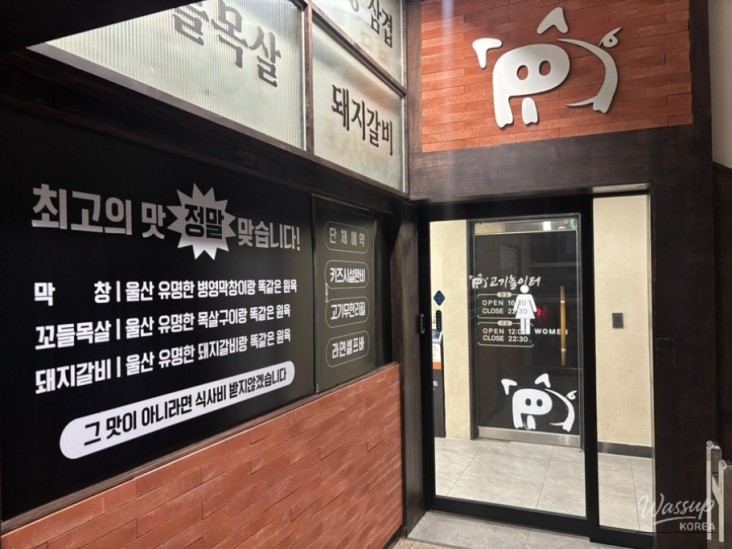 들목살
삼겹
돼지갈비
최고의 맛 정말 맞습니다!
막 창 | 울산 유명한 병영막창이랑 똑같은 원육
꼬들목살 | 울산 유명한 목살구이랑 똑같은 원육
돼지갈비 | 울산 유명한 돼지갈비랑 똑같은 원육
그 맛이 아니라면 식사비 받지않겠습니다
단체예약
키즈시설완비
고기무한리필
라면셀프바
고기놀이터
OPEN
CLOSE 22:30
WOMEN
OPEN 12:0
CLOSE 22:30
Wassup
KOREA